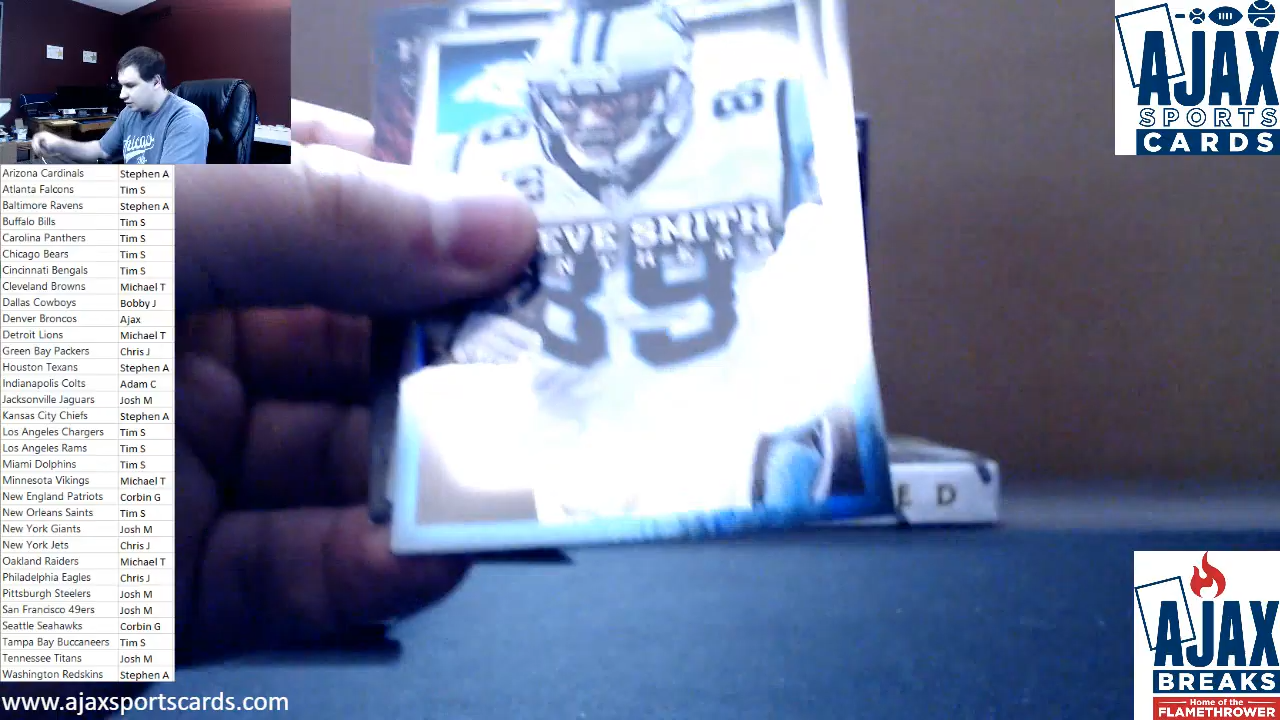 Arizona Cardinals Stephen A
Atlanta Falcons Tim S
Baltimore Ravens Stephen A
Buffalo Bills Tim S
Carolina Panthers Tim S
Chicago Bears Tim S
Cincinnati Bengals Tim S
Cleveland Browns Michael T
Dallas Cowboys Bobby J
Denver Broncos Ajax
Detroit Lions Michael T
Green Bay Packers Chris J
Houston Texans Stephen A
Indianapolis Colts Adam C
Jacksonville Jaguars Josh M
Kansas City Chiefs Stephen A
Los Angeles Chargers Tim S
Los Angeles Rams Tim S
Miami Dolphins Tim S
Minnesota Vikings Michael T
New England Patriots Corbin G
New Orleans Saints Tim S
New York Giants Josh M
New York Jets Chris J
Oakland Raiders Michael T
Philadelphia Eagles Chris J
Pittsburgh Steelers Josh M
San Francisco 49ers Josh M
Seattle Seahawks Corbin G
Tampa Bay Buccaneers Tim S
Tennessee Titans Josh M
Washington Redskins Stephen A
www.ajaxsportscards.com
EVE SMITH
89
E D
AJAX
SPORTS
CARDS
AJAX
BREAKS
Home of the
FLAMETHROWER